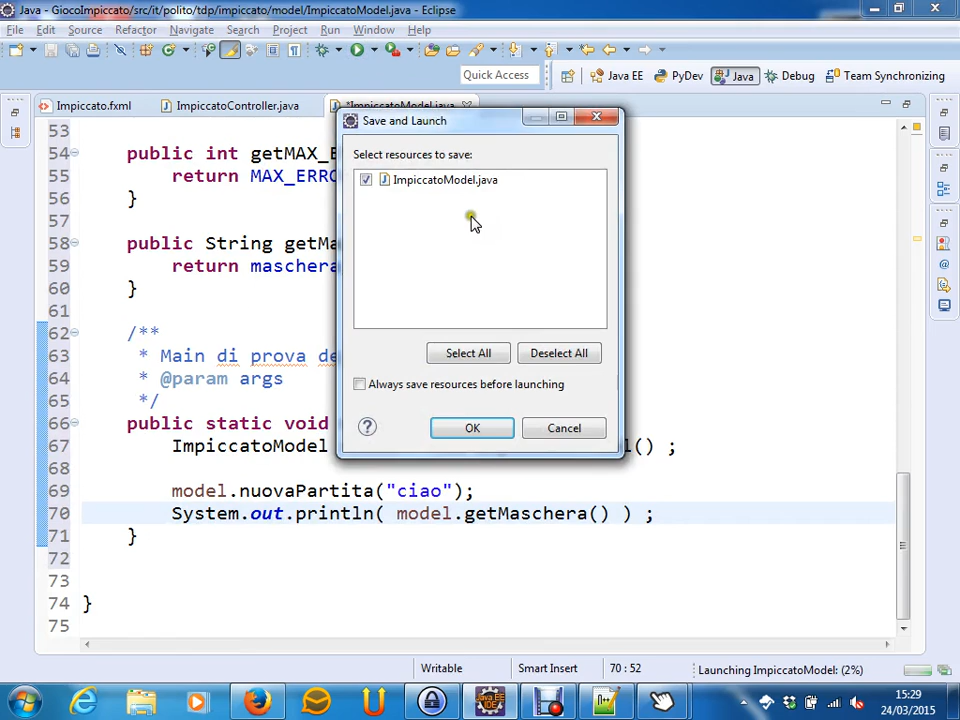 Java - GiocoImpiccato/src/it/polito/tdp/impiccato/model/ImpiccatoModel.java - Eclipse
File Edit Source Refactor Navigate Search Project Run Window Help
Quick Access
Java EE
PyDev
Java
Debug
Team Synchronizing
Impiccato.fxml
ImpiccatoController.java
*ImpiccatoModel.java
Save and Launch
Select resources to save:
ImpiccatoModel.java
Select All
Deselect All
Always save resources before launching
OK
Cancel
53
54 public int getMAX_E
55 return MAX_ERRO
56 }
57
58 public String getMa
59 return maschera
60 }
61
62 /**
63 * Main di prova de
64 * @param args
65 */
66 public static void
67 ImpiccatoModel l() ;
68
69 model.nuovaPartita("ciao");
70 System.out.println( model.getMaschera() ) ;
71 }
72
73
74 }
75
Writable
Smart Insert
70 : 52
Launching ImpiccatoModel: (2%)
Java EE
IDE
15:29
24/03/2015